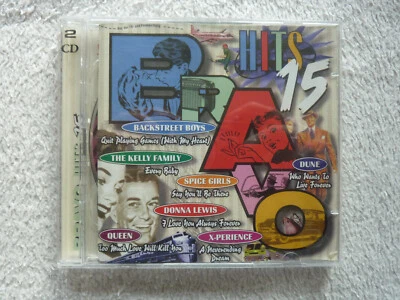 2
CD
BRAVO
HITS
15
BACKSTREET BOYS
Quit Playing Games (With My Heart)
THE KELLY FAMILY
Every Baby
SPICE GIRLS
Say You'll Be There
DUNE
Who Wants To
Live Forever
DONNA LEWIS
I Love You Always Forever
QUEEN
Too Much Love Will Kill You
X-PERIENCE
A Neverending
Dream